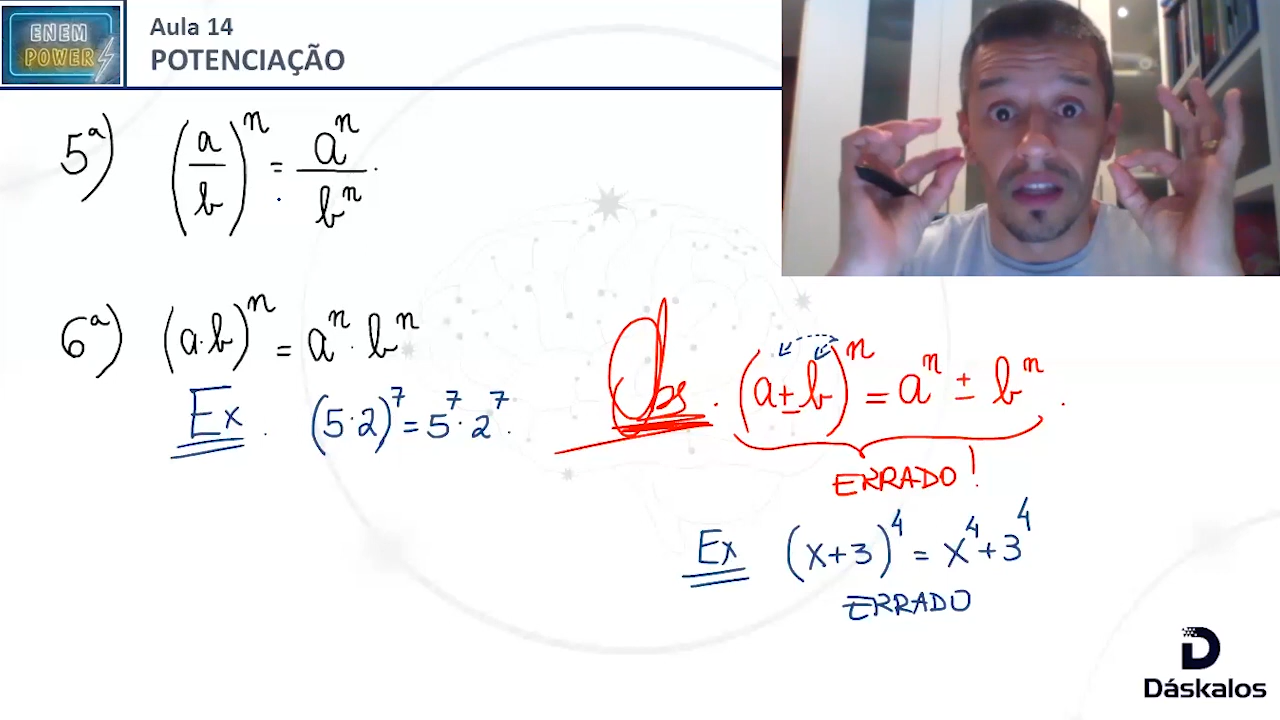 ENEM
POWER
Aula 14
POTENCIAÇÃO
5ª) (a/b)ⁿ = aⁿ/bⁿ.
6ª) (a·b)ⁿ = aⁿ·bⁿ
Ex. (5·2)⁷ = 5⁷·2⁷.
Obs. (a±b)ⁿ = aⁿ ± bⁿ.
ERRADO!
Ex (x+3)⁴ = x⁴+3⁴
ERRADO
Dáskalos